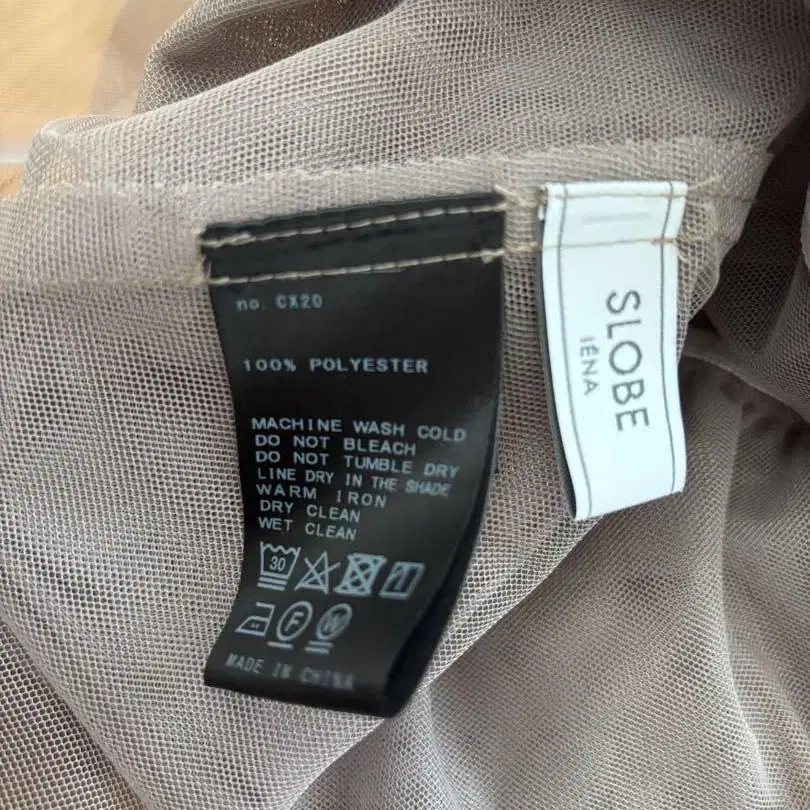 no. CX20
100% POLYESTER
MACHINE WASH COLD
DO NOT BLEACH
DO NOT TUMBLE DRY
LINE DRY IN THE SHADE
WARM IRON
DRY CLEAN
WET CLEAN
30
F W
MADE IN CHINA
SLOBE
IÉNA